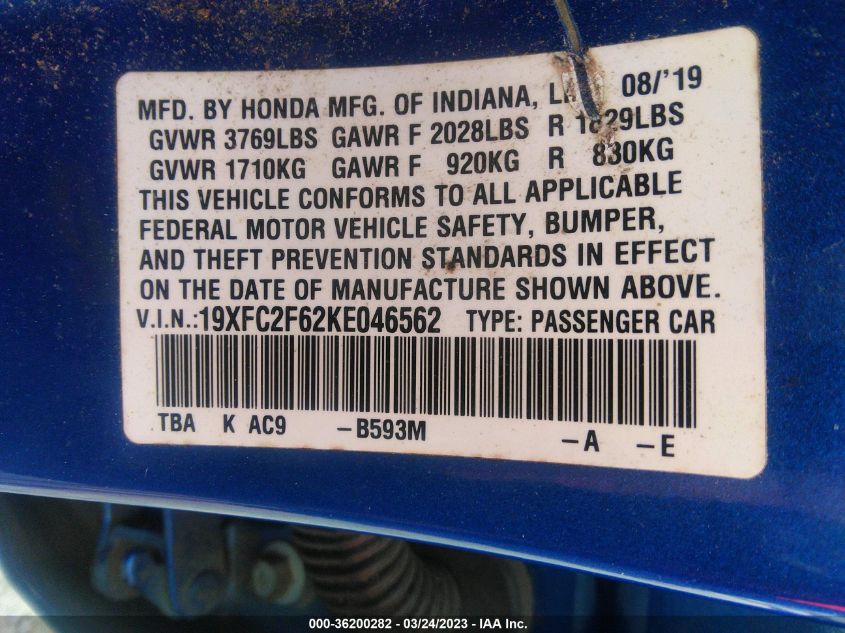 MFD. BY HONDA MFG. OF INDIANA, 08/'19
GVWR 3769LBS GAWR F 2028LBS R 1829LBS
GVWR 1710KG GAWR F 920KG R 830KG
THIS VEHICLE CONFORMS TO ALL APPLICABLE
FEDERAL MOTOR VEHICLE SAFETY, BUMPER,
AND THEFT PREVENTION STANDARDS IN EFFECT
ON THE DATE OF MANUFACTURE SHOWN ABOVE.
V.I.N.:19XFC2F62KE046562 TYPE: PASSENGER CAR
TBA K AC9 -B593M -A -E
000-36200282 - 03/24/2023 - IAA Inc.